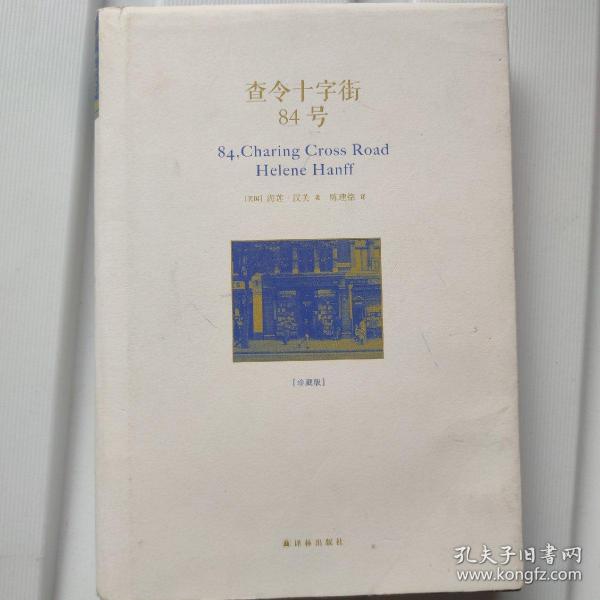 查令十字街
84号
84, Charing Cross Road
Helene Hanff
[美国] 海莲·汉芙 著 陈建铭 译
[珍藏版]
译林出版社
孔夫子旧书网
www.kongfz.com